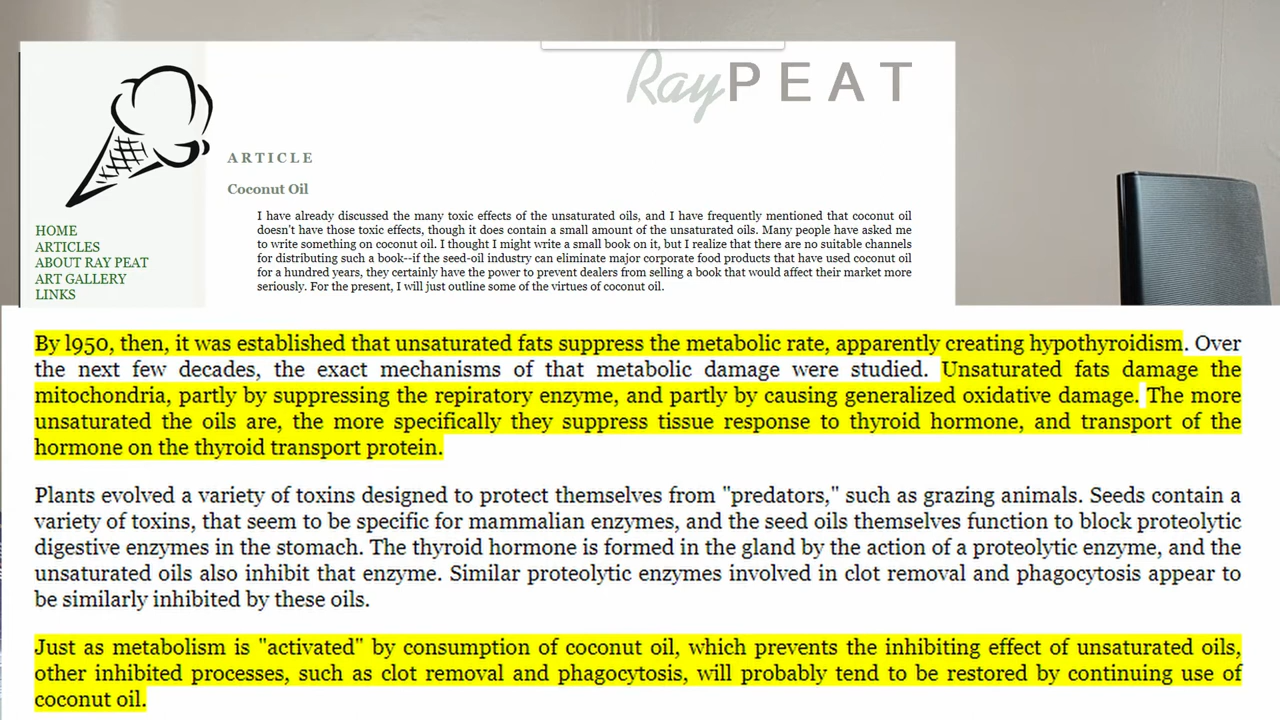 RayPEAT
ARTICLE
Coconut Oil
I have already discussed the many toxic effects of the unsaturated oils, and I have frequently mentioned that coconut oil
doesn't have those toxic effects, though it does contain a small amount of the unsaturated oils. Many people have asked me
to write something on coconut oil. I thought I might write a small book on it, but I realize that there are no suitable channels
for distributing such a book--if the seed-oil industry can eliminate major corporate food products that have used coconut oil
for a hundred years, they certainly have the power to prevent dealers from selling a book that would affect their market more
seriously. For the present, I will just outline some of the virtues of coconut oil.
HOME
ARTICLES
ABOUT RAY PEAT
ART GALLERY
LINKS
By l950, then, it was established that unsaturated fats suppress the metabolic rate, apparently creating hypothyroidism. Over
the next few decades, the exact mechanisms of that metabolic damage were studied. Unsaturated fats damage the
mitochondria, partly by suppressing the repiratory enzyme, and partly by causing generalized oxidative damage. The more
unsaturated the oils are, the more specifically they suppress tissue response to thyroid hormone, and transport of the
hormone on the thyroid transport protein.
Plants evolved a variety of toxins designed to protect themselves from "predators," such as grazing animals. Seeds contain a
variety of toxins, that seem to be specific for mammalian enzymes, and the seed oils themselves function to block proteolytic
digestive enzymes in the stomach. The thyroid hormone is formed in the gland by the action of a proteolytic enzyme, and the
unsaturated oils also inhibit that enzyme. Similar proteolytic enzymes involved in clot removal and phagocytosis appear to
be similarly inhibited by these oils.
Just as metabolism is "activated" by consumption of coconut oil, which prevents the inhibiting effect of unsaturated oils,
other inhibited processes, such as clot removal and phagocytosis, will probably tend to be restored by continuing use of
coconut oil.